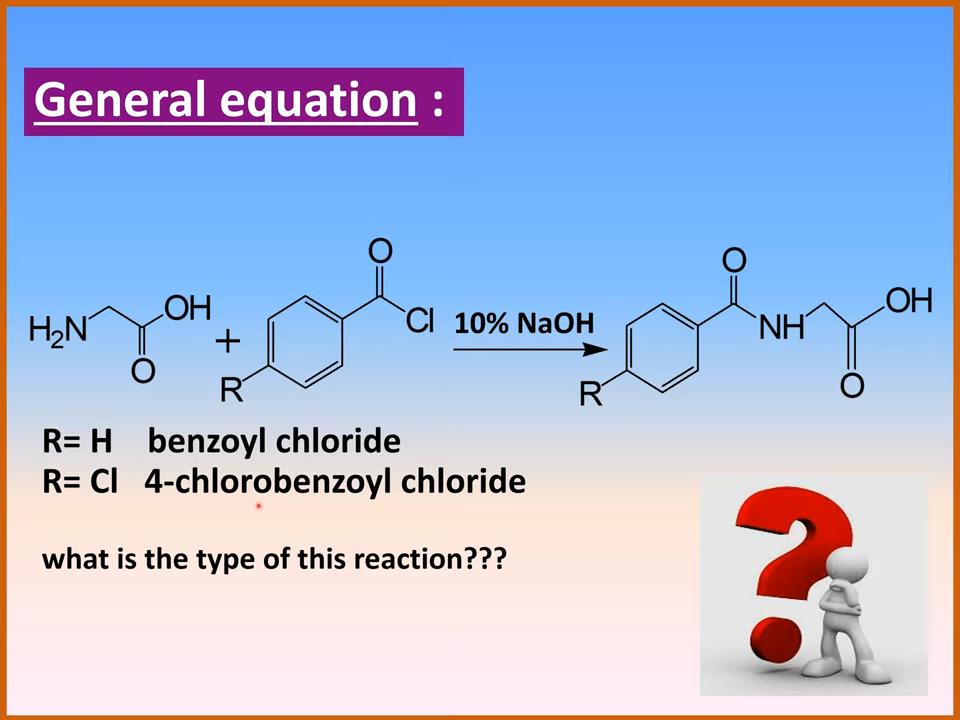 General equation :
O
O
H2N
OH
O
+
R
Cl
10% NaOH
R
NH
OH
O
R= H benzoyl chloride
R= Cl 4-chlorobenzoyl chloride
what is the type of this reaction???